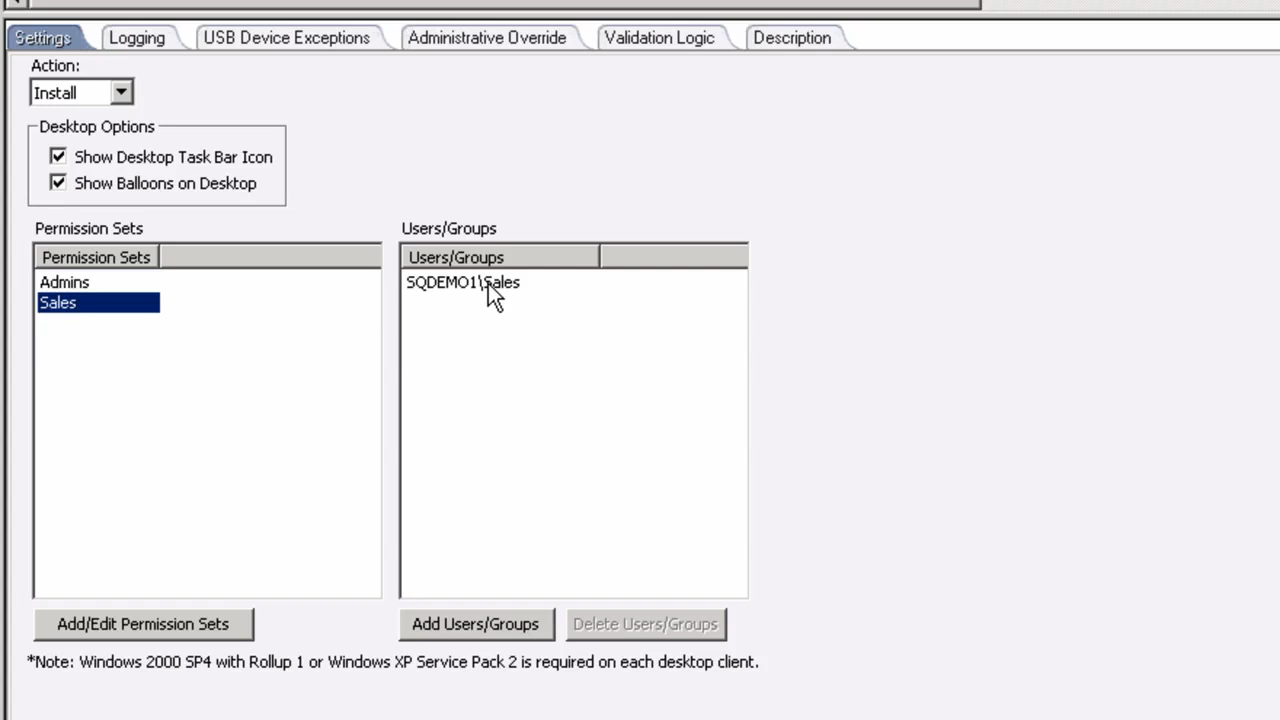 Settings Logging USB Device Exceptions Administrative Override Validation Logic Description
Action:
Install
Desktop Options
Show Desktop Task Bar Icon
Show Balloons on Desktop
Permission Sets Users/Groups
Permission Sets Users/Groups
Admins SQDEMO1\Sales
Sales
Add/Edit Permission Sets Add Users/Groups Delete Users/Groups
*Note: Windows 2000 SP4 with Rollup 1 or Windows XP Service Pack 2 is required on each desktop client.